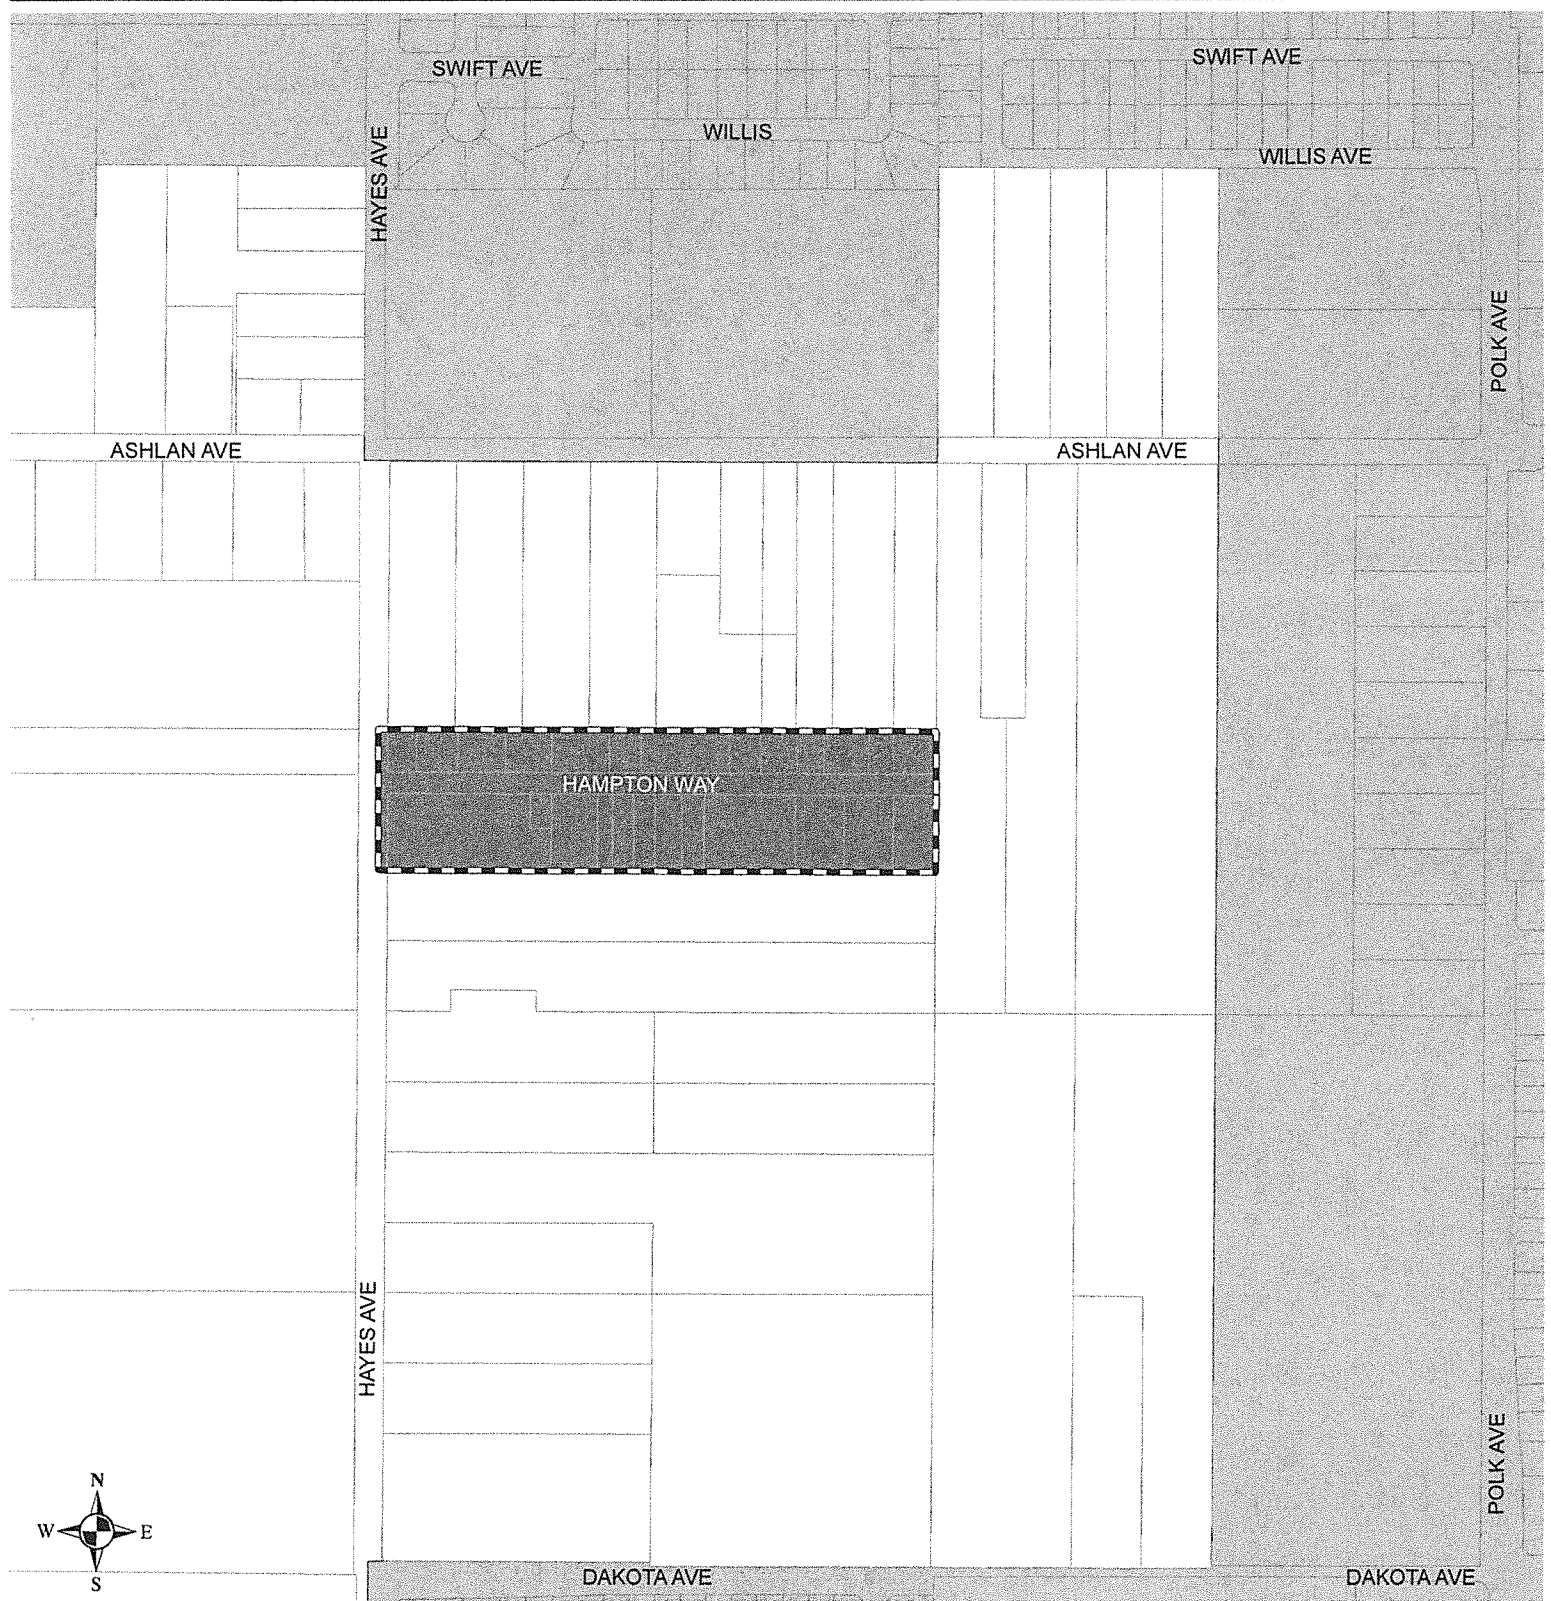 SWIFT AVE
SWIFT AVE
WILLIS
WILLIS AVE
HAYES AVE
POLK AVE
ASHLAN AVE
ASHLAN AVE
HAMPTON WAY
HAYES AVE
POLK AVE
N
W E
S
DAKOTA AVE
DAKOTA AVE